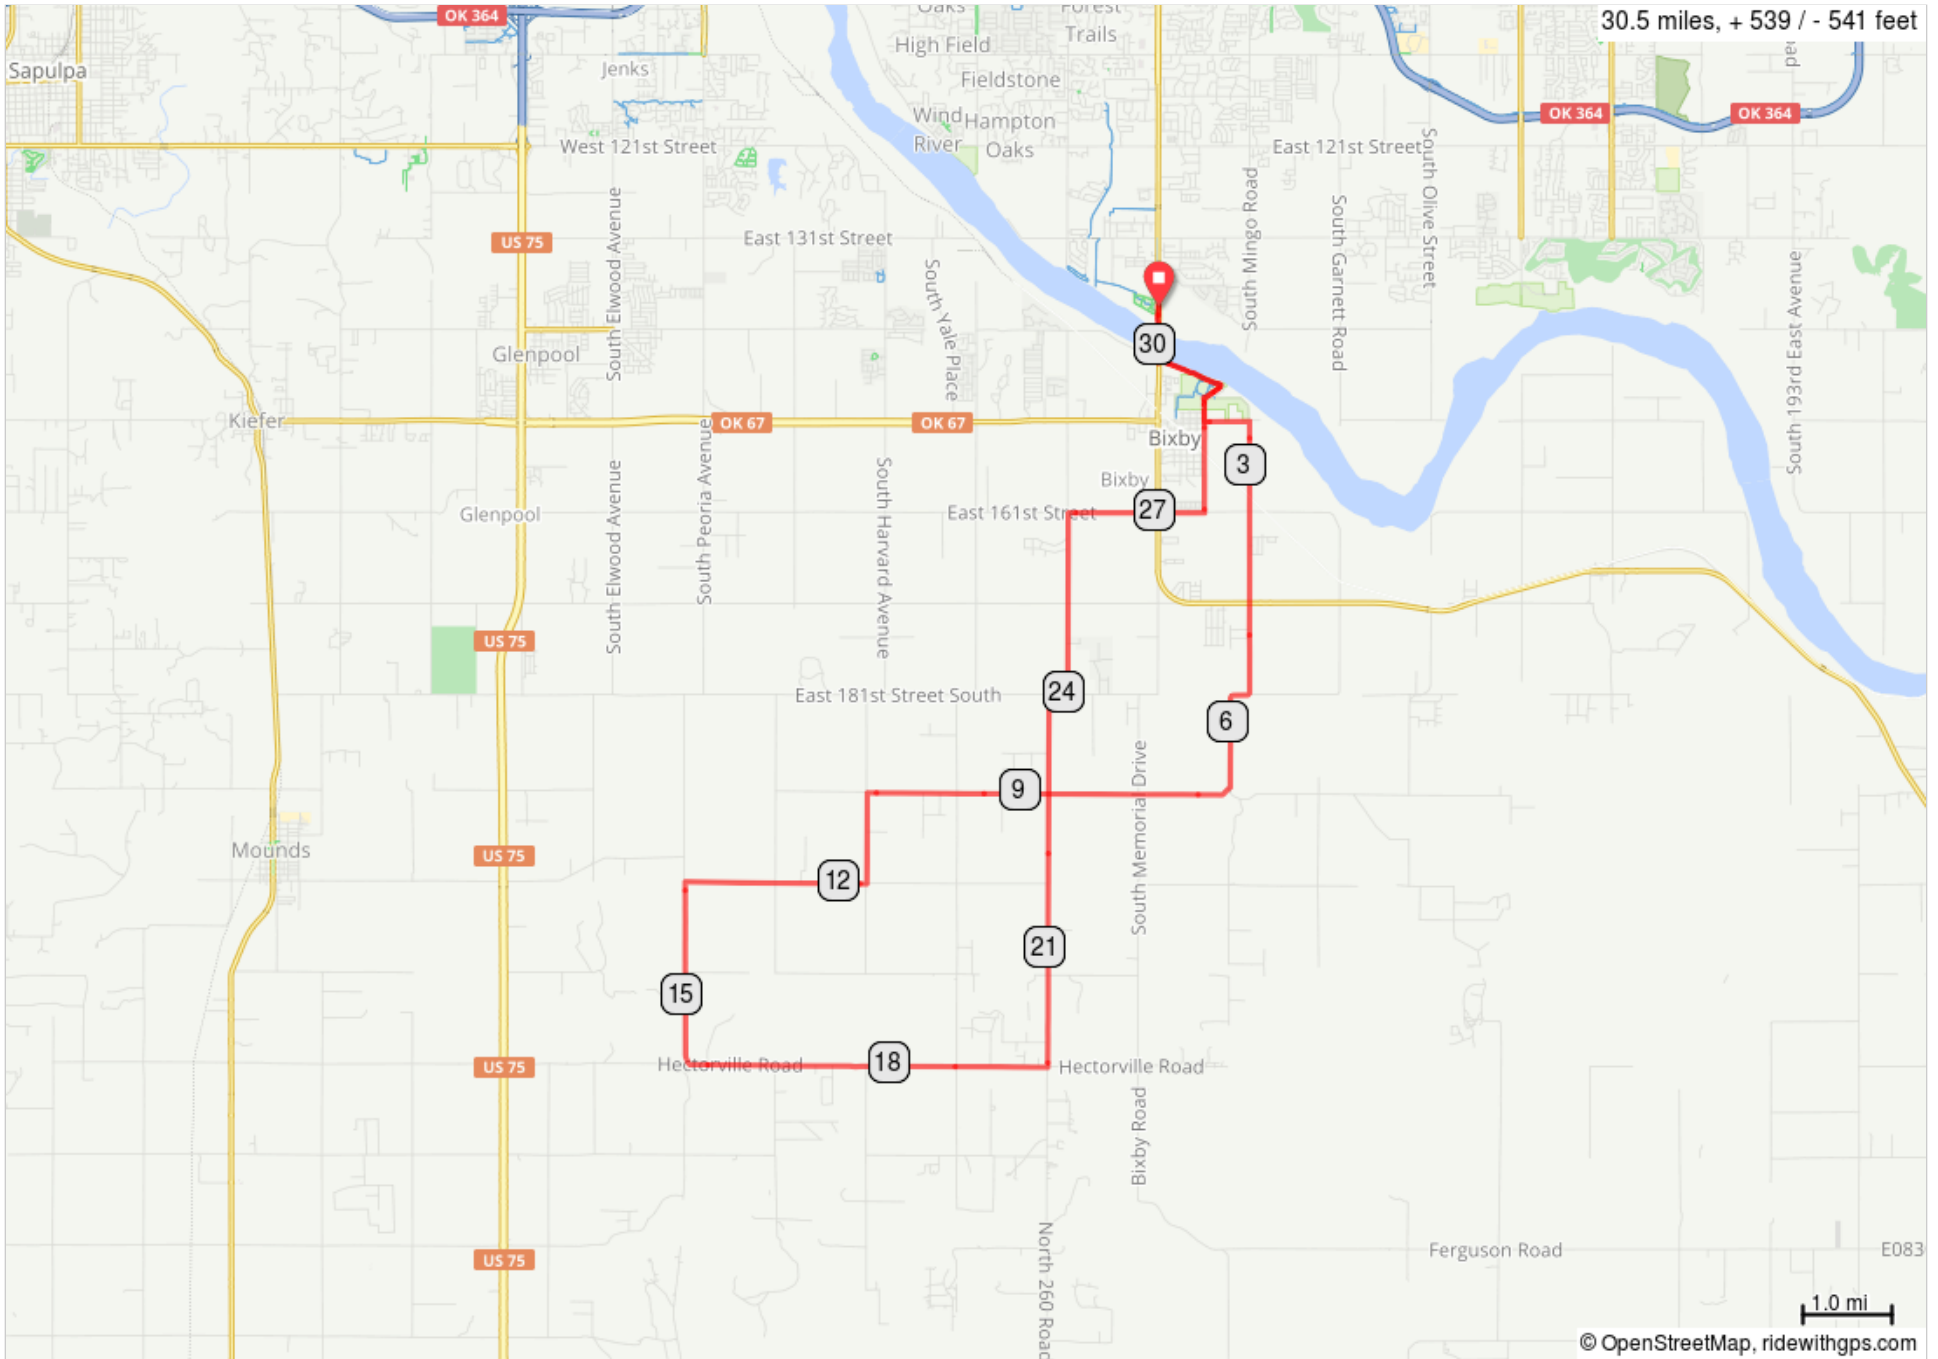 OK 364
Oaks
Forest
Trails
30.5 miles, + 539 / - 541 feet
High Field
Sapulpa
Jenks
Fieldstone
Wind
River
Hampton
Oaks
OK 364
OK 364
West 121st Street
East 121st Street
South Olive Street
South Mingo Road
South Garnett Road
South Elwood Avenue
US 75
East 131st Street
South Yale Place
South 193rd East Avenue
30
Glenpool
Kiefer
OK 67
OK 67
Bixby
3
South Peoria Avenue
South Harvard Avenue
South Elwood Avenue
Bixby
Glenpool
East 161st Street
27
US 75
East 181st Street South
24
6
South Memorial Drive
9
Mounds
US 75
12
21
15
Hectorville Road
18
Hectorville Road
US 75
Bixby Road
North 260 Road
Ferguson Road
E083
US 75
1.0 mi
© OpenStreetMap, ridewithgps.com